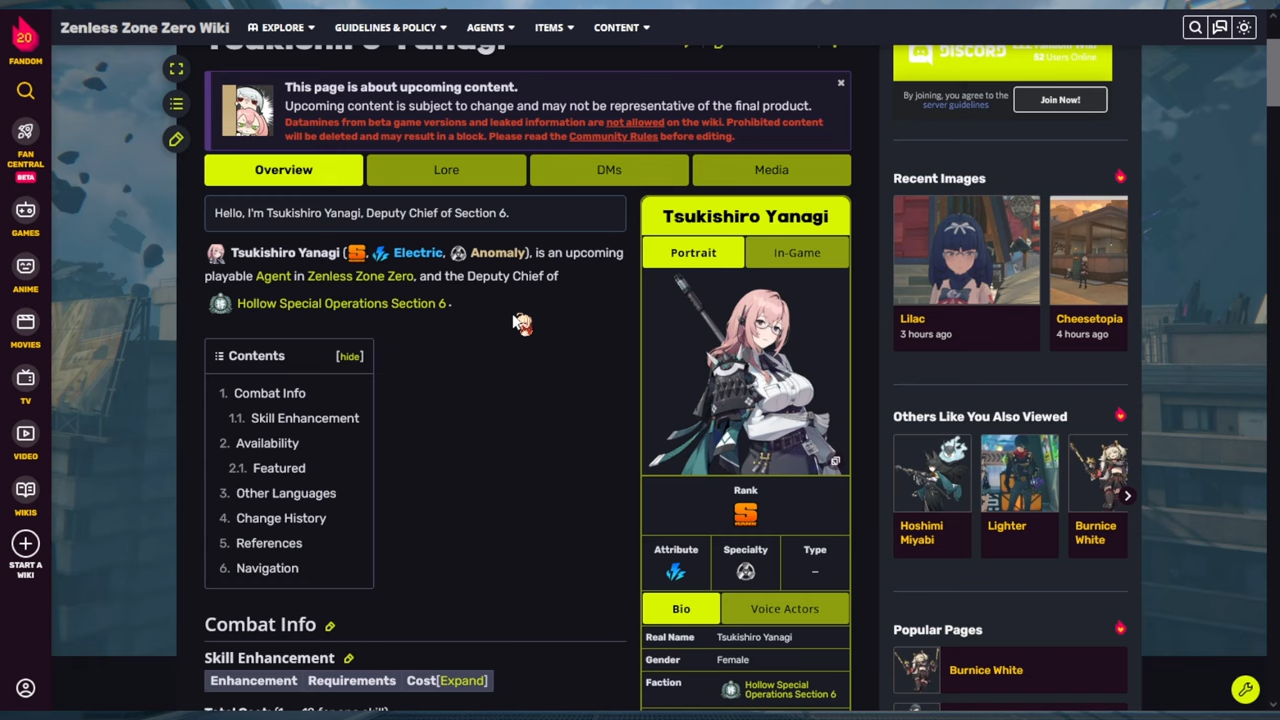 20
FANDOM
FAN
CENTRAL
BETA
GAMES
ANIME
MOVIES
TV
VIDEO
WIKIS
START A
WIKI
Zenless Zone Zero Wiki
EXPLORE
GUIDELINES & POLICY
AGENTS
ITEMS
CONTENT
Tsukishiro Yanagi
This page is about upcoming content.
Upcoming content is subject to change and may not be representative of the final product.
Datamines from beta game versions and leaked information are not allowed on the wiki. Prohibited content
will be deleted and may result in a block. Please read the Community Rules before editing.
Overview
Lore
DMs
Media
Hello, I'm Tsukishiro Yanagi, Deputy Chief of Section 6.
Tsukishiro Yanagi (S Electric, Anomaly), is an upcoming
playable Agent in Zenless Zone Zero, and the Deputy Chief of
Hollow Special Operations Section 6 .
Contents [hide]
1. Combat Info
1.1. Skill Enhancement
2. Availability
2.1. Featured
3. Other Languages
4. Change History
5. References
6. Navigation
Combat Info
Skill Enhancement
Enhancement Requirements Cost[Expand]
Tsukishiro Yanagi
Portrait
In-Game
Rank
S
RANK
Attribute
Specialty
Type
–
Bio
Voice Actors
Real Name Tsukishiro Yanagi
Gender Female
Faction Hollow Special
Operations Section 6
DISCORD
52 Users Online
By joining, you agree to the
server guidelines
Join Now!
Recent Images
Lilac
3 hours ago
Cheesetopia
4 hours ago
Others Like You Also Viewed
Hoshimi
Miyabi
Lighter
Burnice
White
Popular Pages
Burnice White